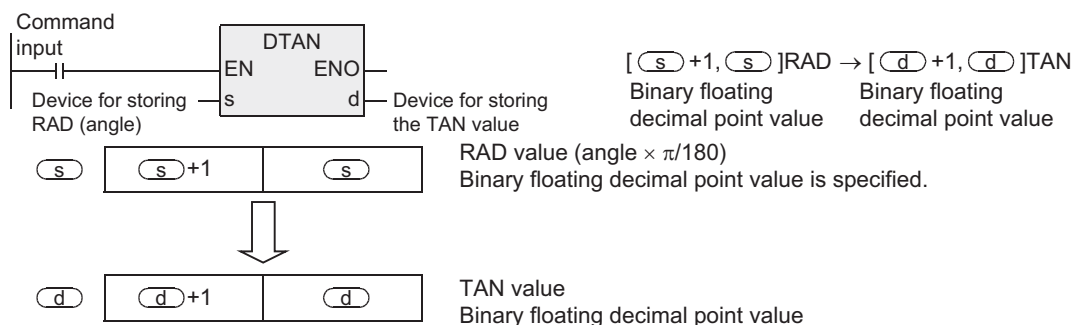 Command
input
DTAN
EN ENO
s d
Device for storing
RAD (angle)
Device for storing
the TAN value
[ s +1, s ]RAD → [ d +1, d ]TAN
Binary floating
decimal point value
Binary floating
decimal point value
s s +1 s
RAD value (angle × π/180)
Binary floating decimal point value is specified.
d d +1 d
TAN value
Binary floating decimal point value